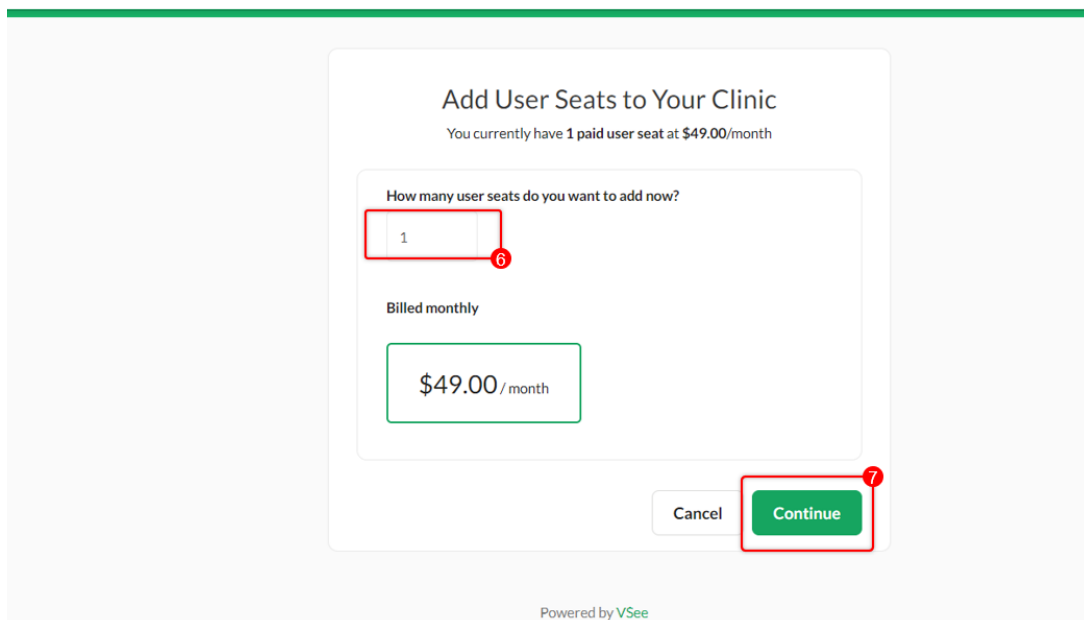 Add User Seats to Your Clinic
You currently have 1 paid user seat at $49.00/month
How many user seats do you want to add now?
1
6
Billed monthly
$49.00 / month
7
Cancel
Continue
Powered by VSee